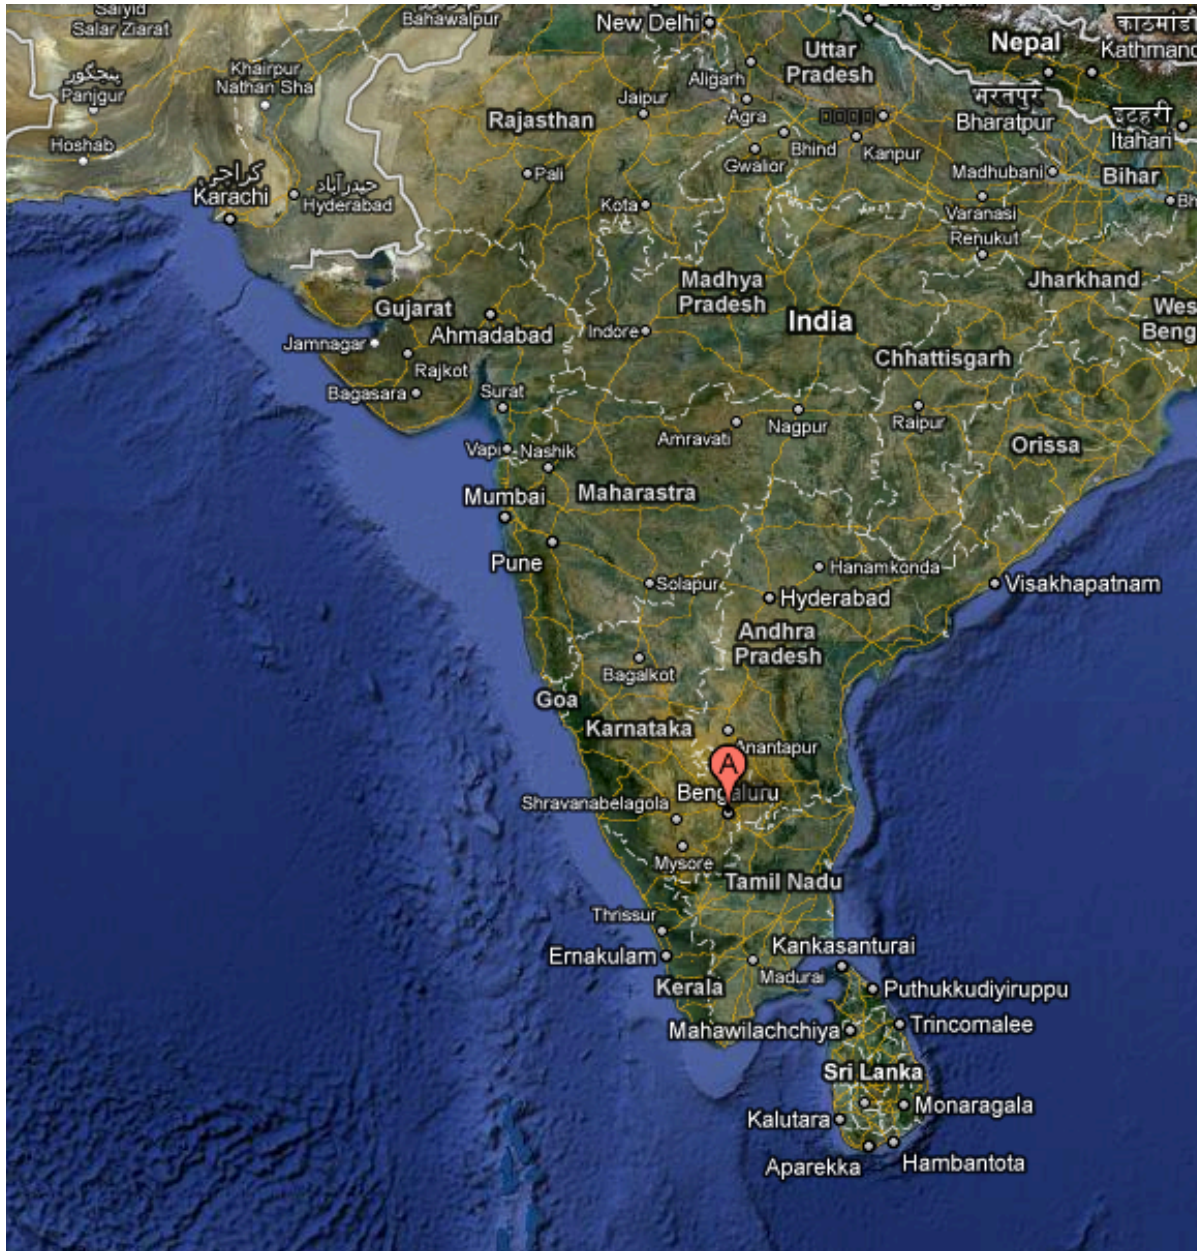 Saiyid
Salar Ziarat
Bahawalpur
New Delhi
Uttar
Pradesh
Nepal
Kathmand
Khairpur
Nathan Sha
پنجگور
Panjgur
Aligarh
Jaipur
Agra
Rajasthan
भरतपुर
Bharatpur
इटहरी
Itahari
Hoshab
Bhind
Kanpur
Gwalior
Pali
Madhubani
Bihar
كراچى
Karachi
حیدرآباد
Hyderabad
Kota
Varanasi
Renukut
Madhya
Pradesh
Jharkhand
Gujarat
Ahmadabad
Indore
India
Wes
Beng
Jamnagar
Rajkot
Chhattisgarh
Bagasara
Surat
Amravati
Nagpur
Raipur
Orissa
Vapi
Nashik
Mumbai
Maharastra
Pune
Hanamkonda
Solapur
Hyderabad
Visakhapatnam
Andhra
Pradesh
Bagalkot
Goa
Karnataka
Anantapur
A
Bengaluru
Shravanabelagola
Mysore
Tamil Nadu
Thrissur
Ernakulam
Kankasanturai
Madurai
Kerala
Puthukkudiyiruppu
Mahawilachchiya
Trincomalee
Sri Lanka
Kalutara
Monaragala
Aparekka
Hambantota